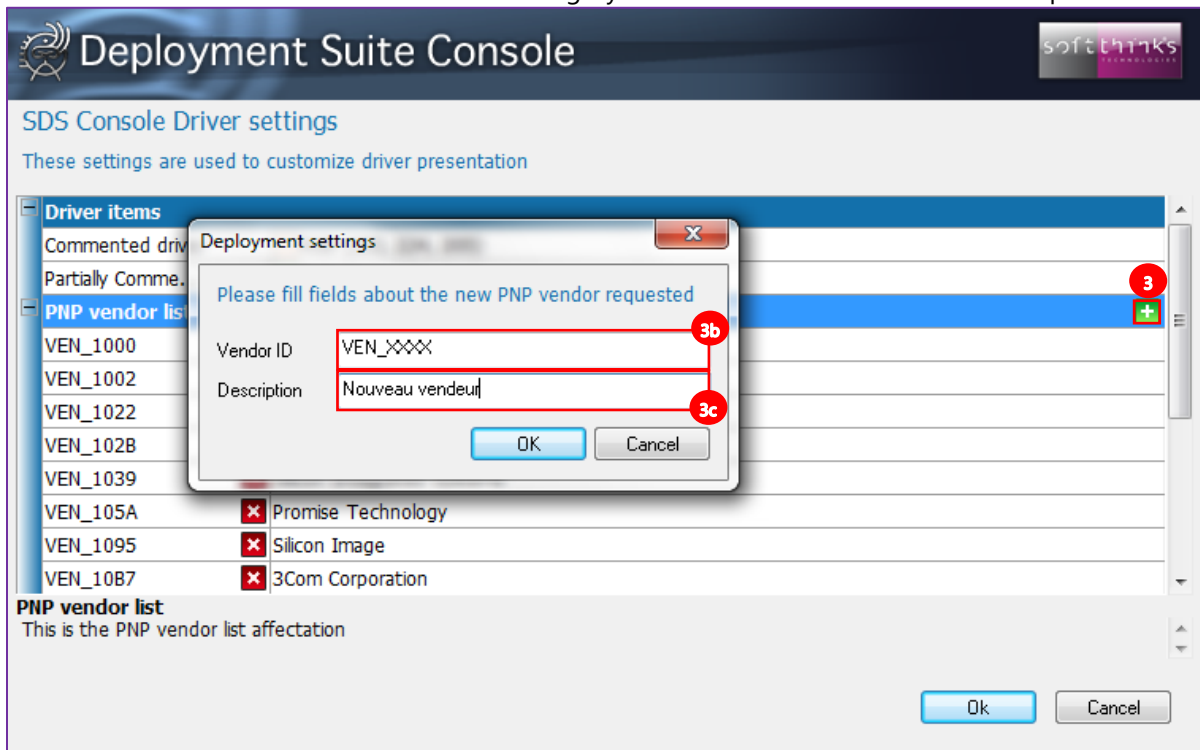 Deployment Suite Console
softthinks
TECHNOLOGIES
SDS Console Driver settings
These settings are used to customize driver presentation
Driver items
Commented driv
Partially Comme.
PNP vendor list
Deployment settings
Please fill fields about the new PNP vendor requested
Vendor ID VEN_XXXX
3b
Description Nouveau vendeur
3c
OK Cancel
3
VEN_1000
VEN_1002
VEN_1022
VEN_102B
VEN_1039
VEN_105A Promise Technology
VEN_1095 Silicon Image
VEN_10B7 3Com Corporation
PNP vendor list
This is the PNP vendor list affectation
Ok Cancel